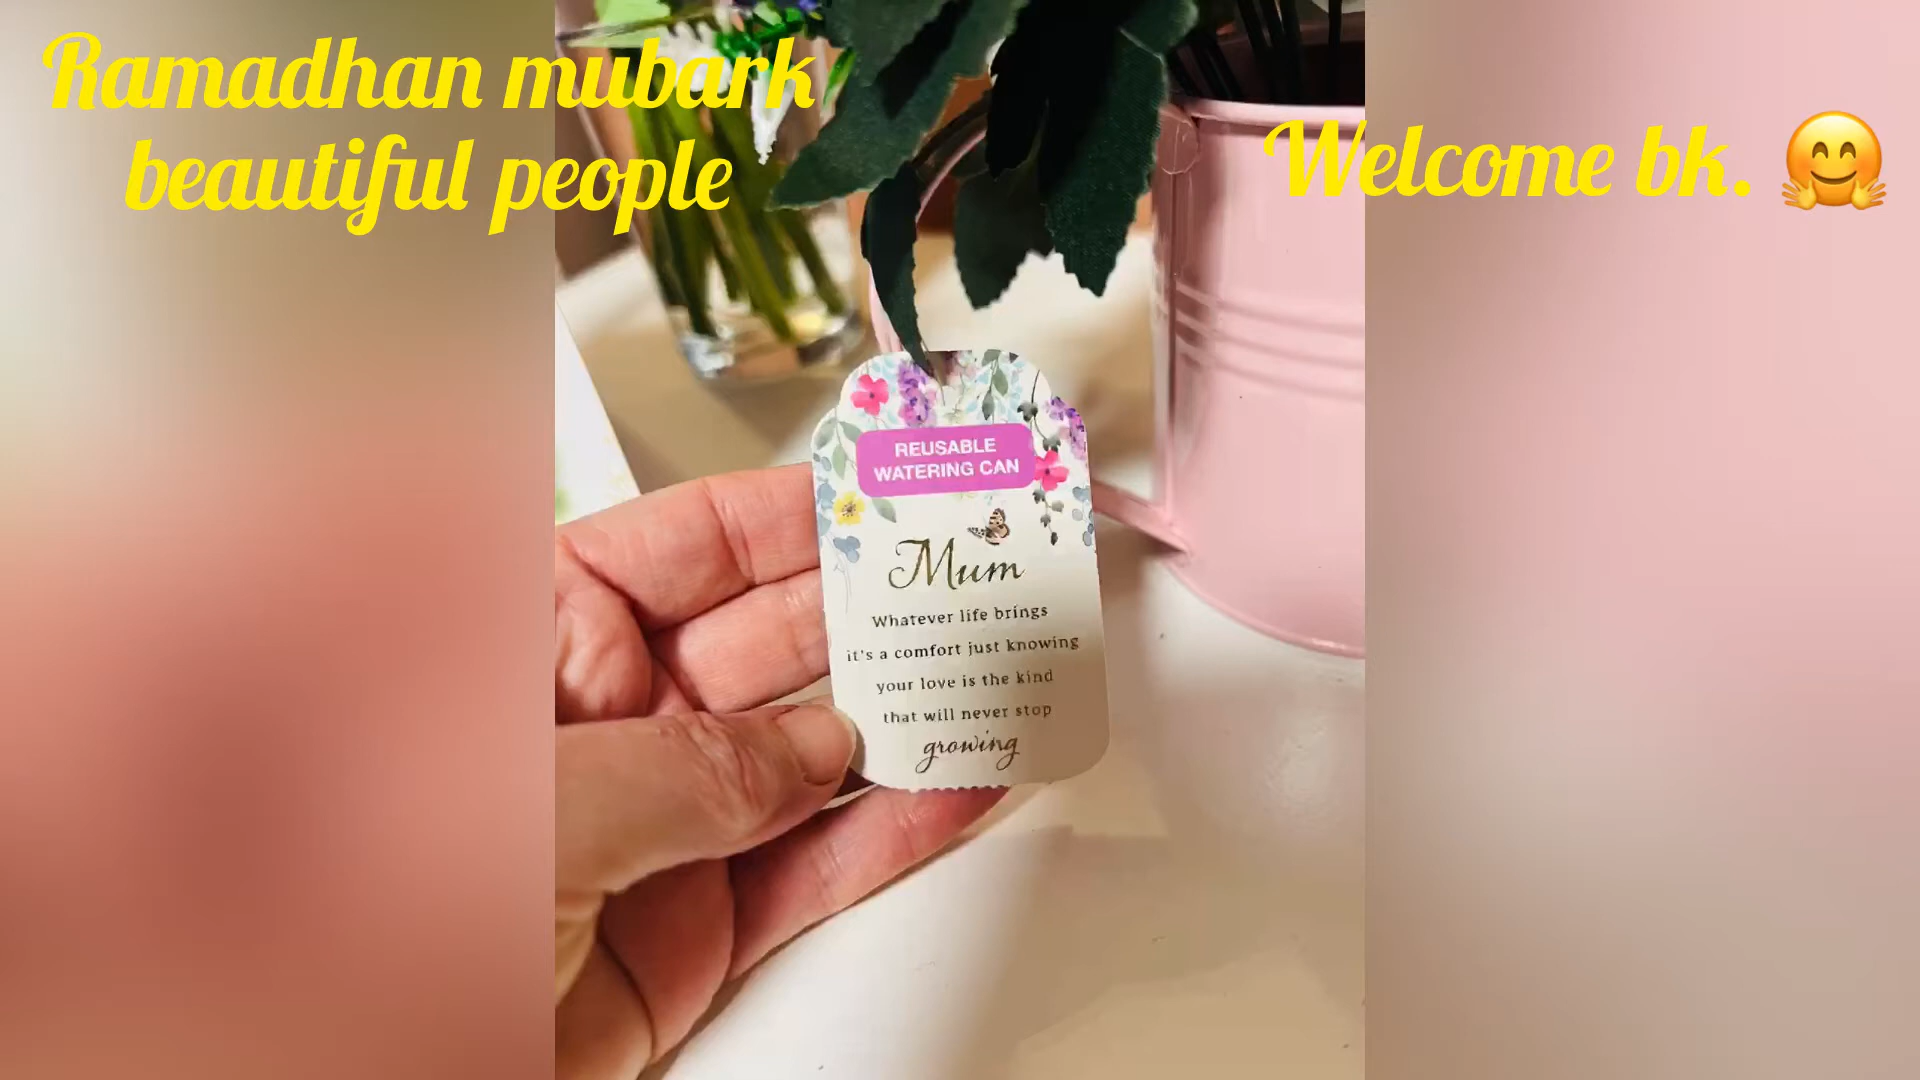 Ramadhan mubark
beautiful people
Welcome bk. 🤗
REUSABLE
WATERING CAN
Mum
Whatever life brings
it's a comfort just knowing
your love is the kind
that will never stop
growing